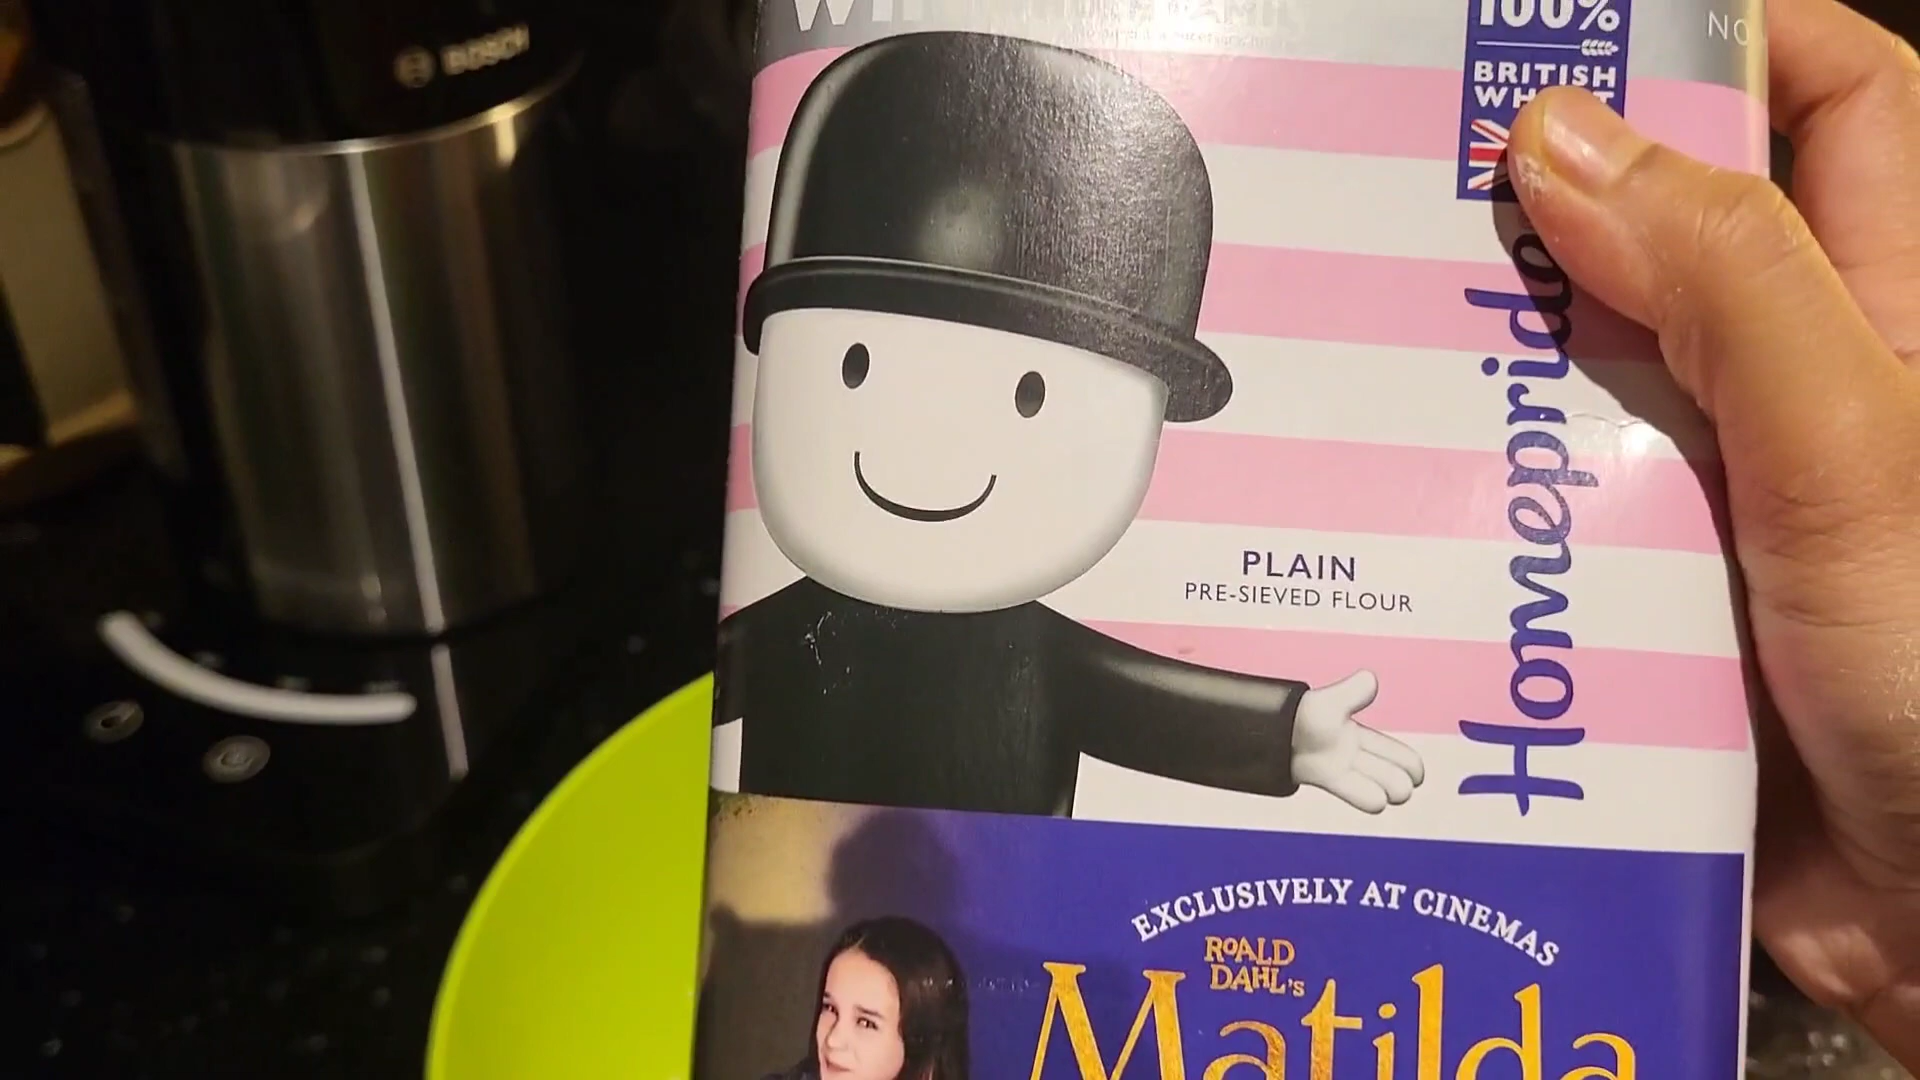 BOSCH
100%
BRITISH
Homepride
PLAIN
PRE-SIEVED FLOUR
EXCLUSIVELY AT CINEMAS
ROALD
DAHL'S
Matilda